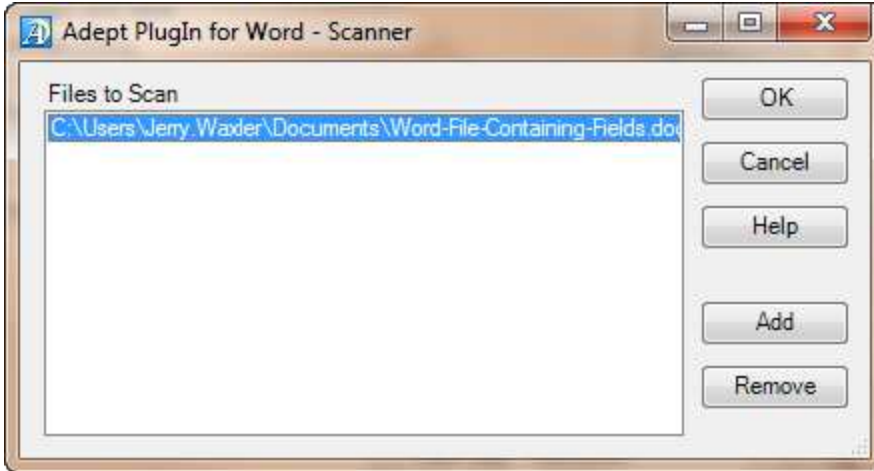 Adept PlugIn for Word - Scanner
Files to Scan
C:\Users\Jerry.Waxler\Documents\Word-File-Containing-Fields.doc
OK
Cancel
Help
Add
Remove